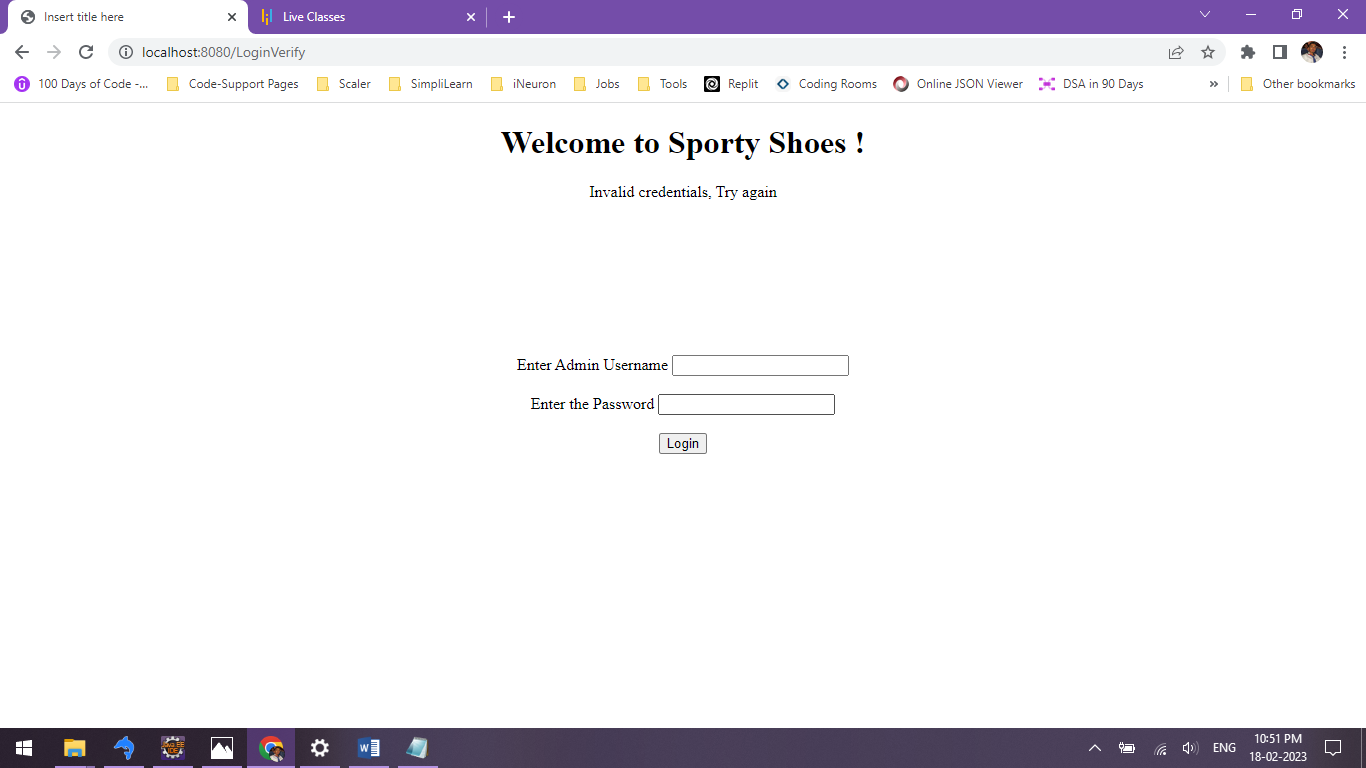 Insert title here
Live Classes
localhost:8080/LoginVerify
100 Days of Code -... Code-Support Pages Scaler SimpliLearn iNeuron Jobs Tools Replit Coding Rooms Online JSON Viewer DSA in 90 Days » Other bookmarks
Welcome to Sporty Shoes !
Invalid credentials, Try again
Enter Admin Username
Enter the Password
Login
ENG
10:51 PM
18-02-2023